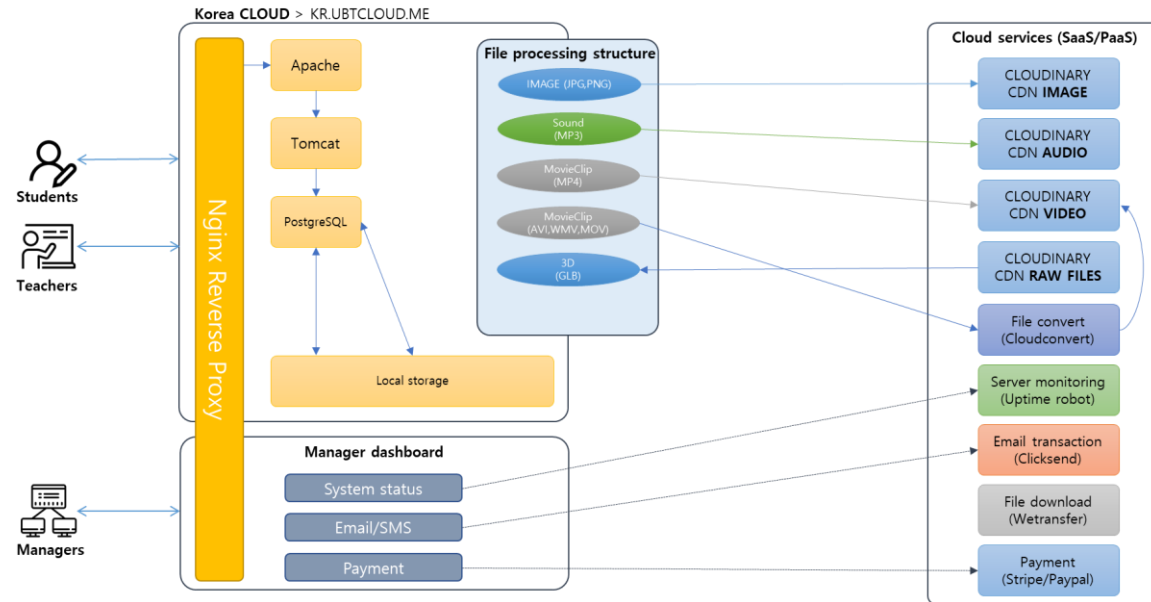 Korea CLOUD > KR.UBTCLOUD.ME
Nginx Reverse Proxy
Apache
Tomcat
PostgreSQL
Local storage
Students
Teachers
Managers
File processing structure
IMAGE (JPG,PNG)
Sound
(MP3)
MovieClip
(MP4)
MovieClip
(AVI,WMV,MOV)
3D
(GLB)
Manager dashboard
System status
Email/SMS
Payment
Cloud services (SaaS/PaaS)
CLOUDINARY
CDN IMAGE
CLOUDINARY
CDN AUDIO
CLOUDINARY
CDN VIDEO
CLOUDINARY
CDN RAW FILES
File convert
(Cloudconvert)
Server monitoring
(Uptime robot)
Email transaction
(Clicksend)
File download
(Wetransfer)
Payment
(Stripe/Paypal)